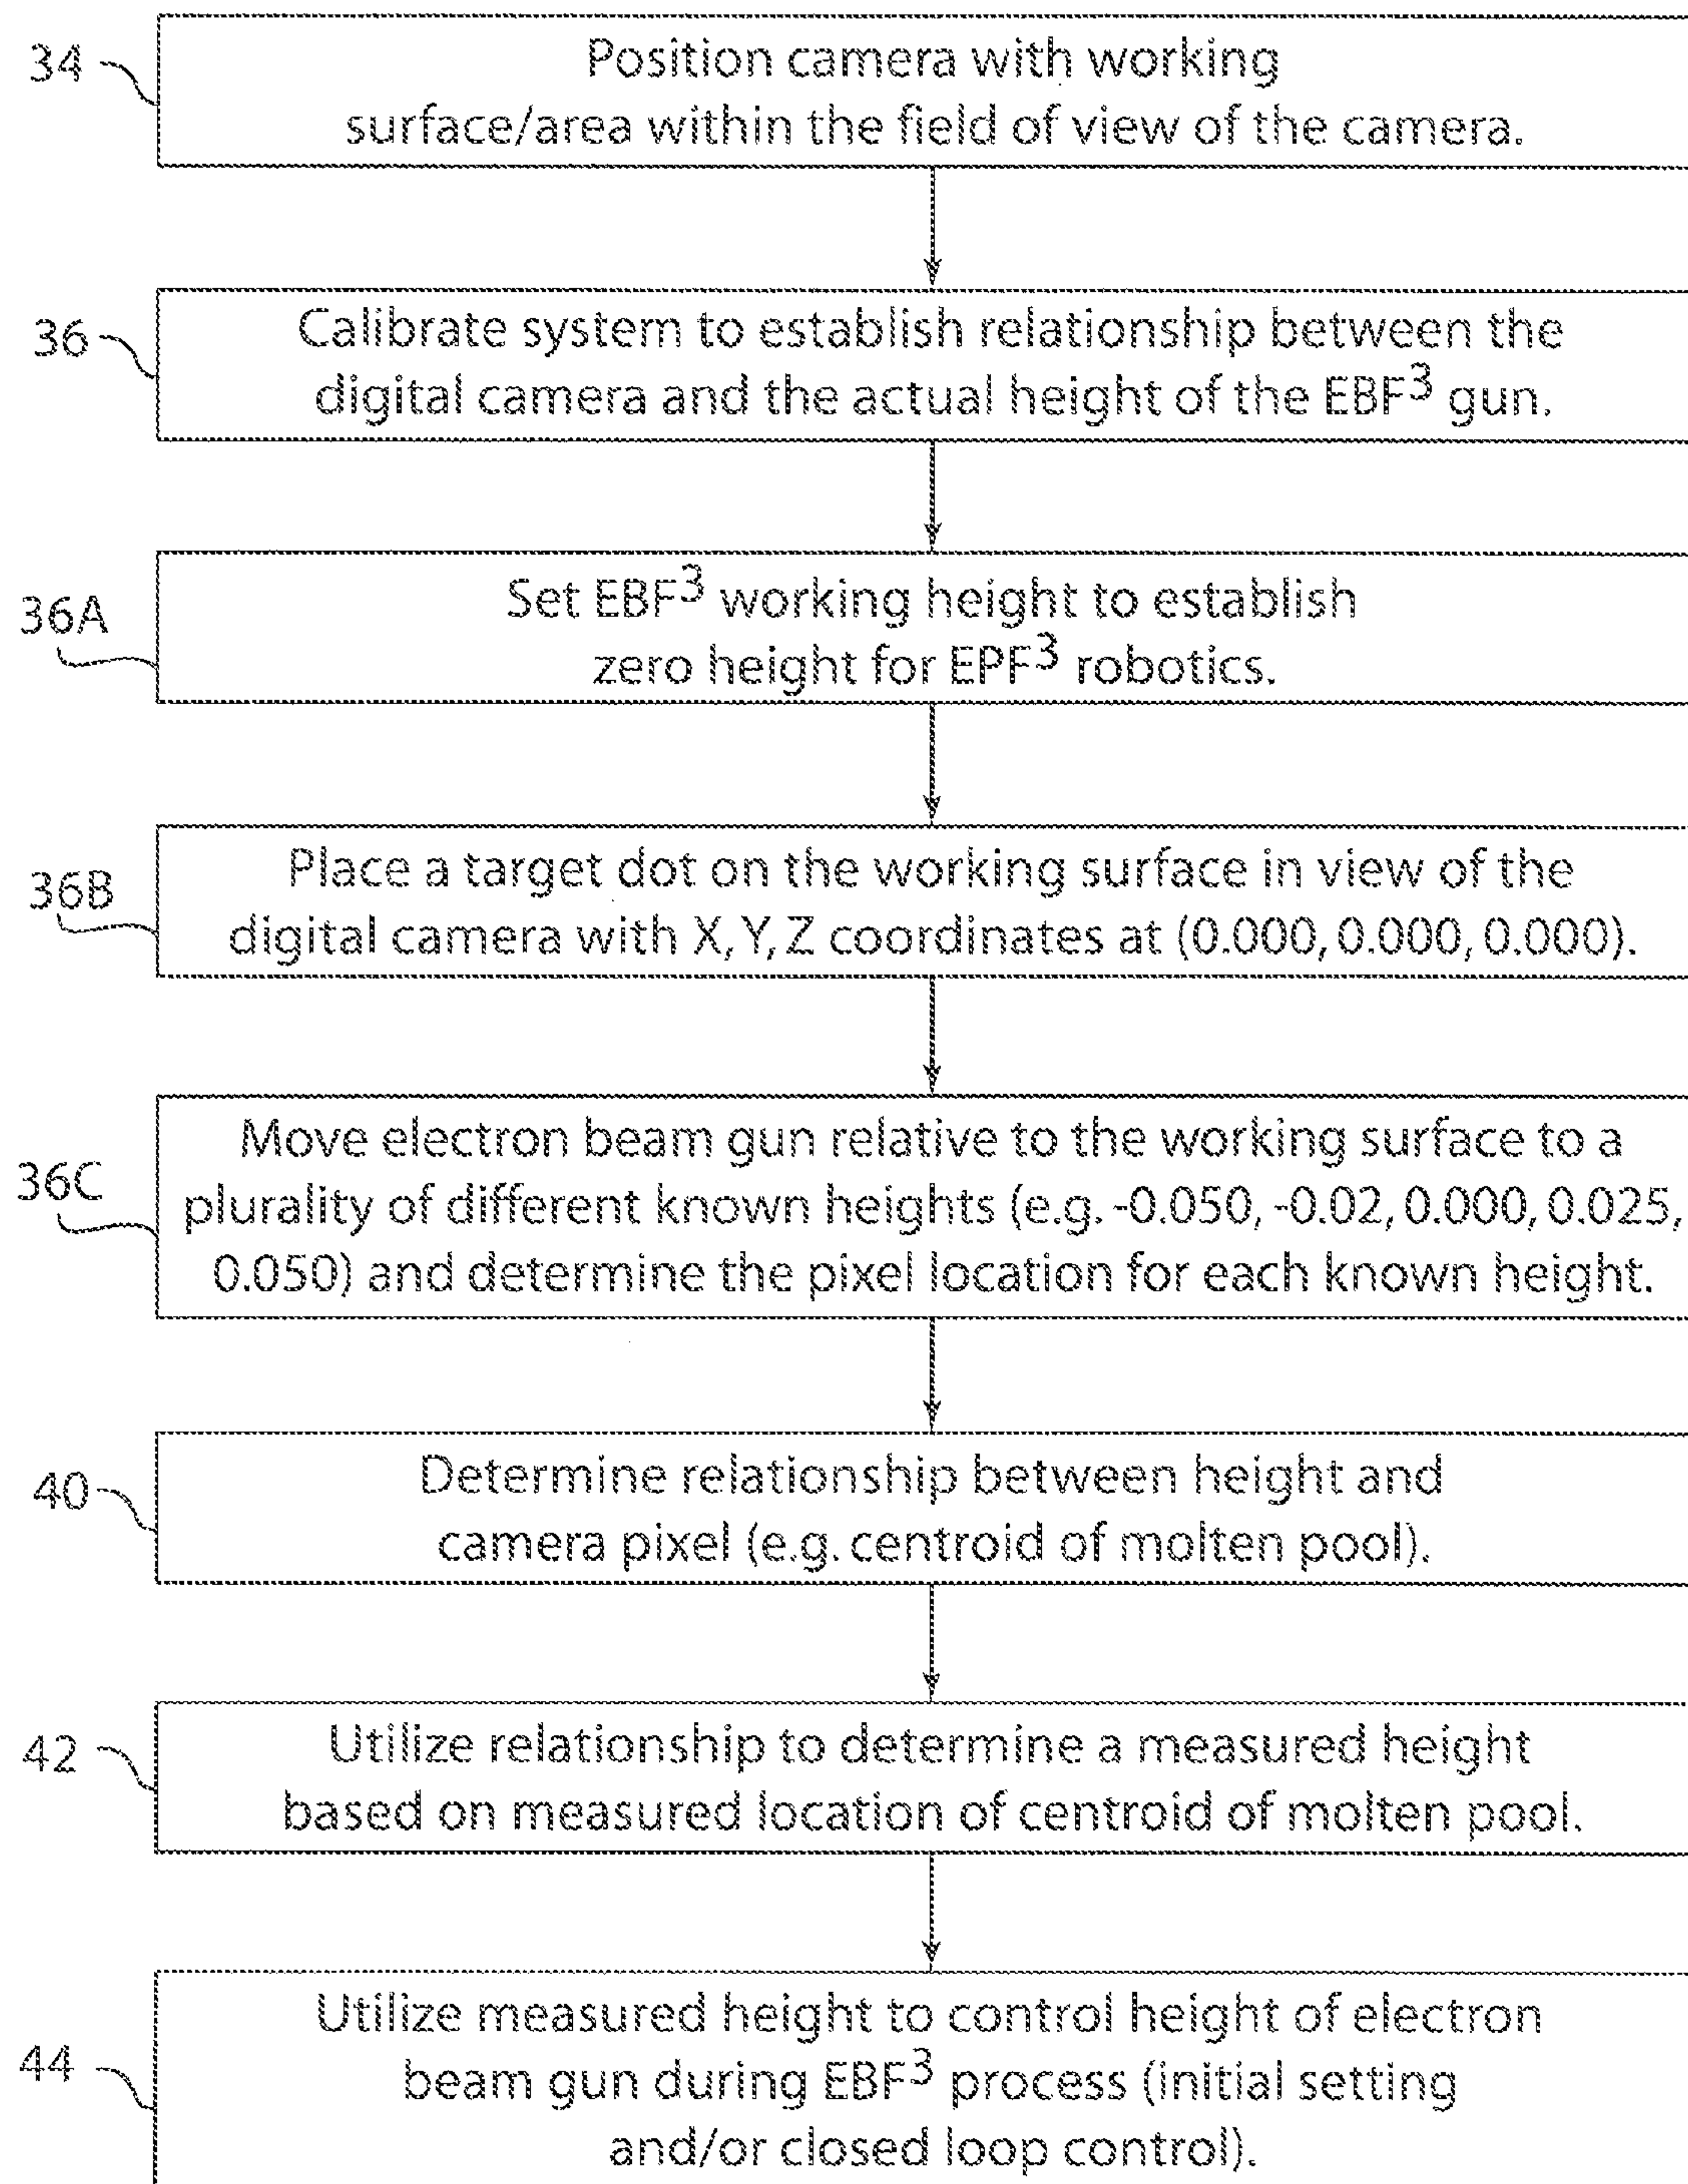 34
Position camera with working
surface/area within the field of view of the camera.
36
Calibrate system to establish relationship between the
digital camera and the actual height of the EBF³ gun.
36A
Set EBF³ working height to establish
zero height for EPF³ robotics.
36B
Place a target dot on the working surface in view of the
digital camera with X, Y, Z coordinates at (0.000, 0.000, 0.000).
36C
Move electron beam gun relative to the working surface to a
plurality of different known heights (e.g. -0.050, -0.02, 0.000, 0.025,
0.050) and determine the pixel location for each known height.
40
Determine relationship between height and
camera pixel (e.g. centroid of molten pool).
42
Utilize relationship to determine a measured height
based on measured location of centroid of molten pool.
44
Utilize measured height to control height of electron
beam gun during EBF³ process (initial setting
and/or closed loop control).